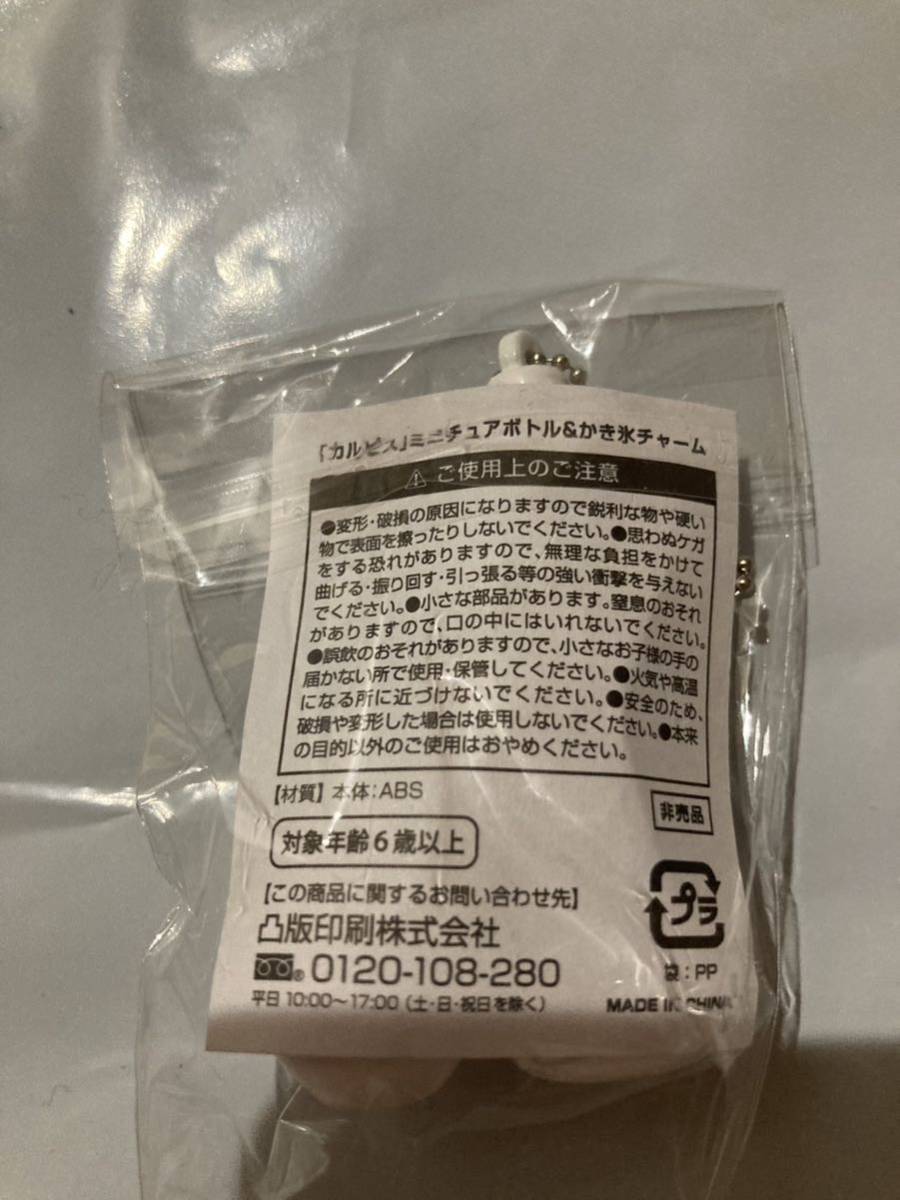 「カルピス」ミニチュアボトル&かき氷チャーム
⚠ご使用上のご注意
●変形・破損の原因になりますので鋭利な物や硬い
物で表面を擦ったりしないでください。●思わぬケガ
をする恐れがありますので、無理な負担をかけて
曲げる・振り回す・引っ張る等の強い衝撃を与えない
でください。●小さな部品があります。窒息のおそれ
がありますので、口の中にはいれないでください。
●誤飲のおそれがありますので、小さなお子様の手の
届かない所で使用・保管してください。●火気や高温
になる所に近づけないでください。●安全のため、
破損や変形した場合は使用しないでください。●本来
の目的以外のご使用はおやめください。
【材質】本体:ABS
非売品
対象年齢6歳以上
【この商品に関するお問い合わせ先】
凸版印刷株式会社
0120-108-280
平日 10:00〜17:00(土・日・祝日を除く)
プラ
袋:PP
MADE IN CHINA